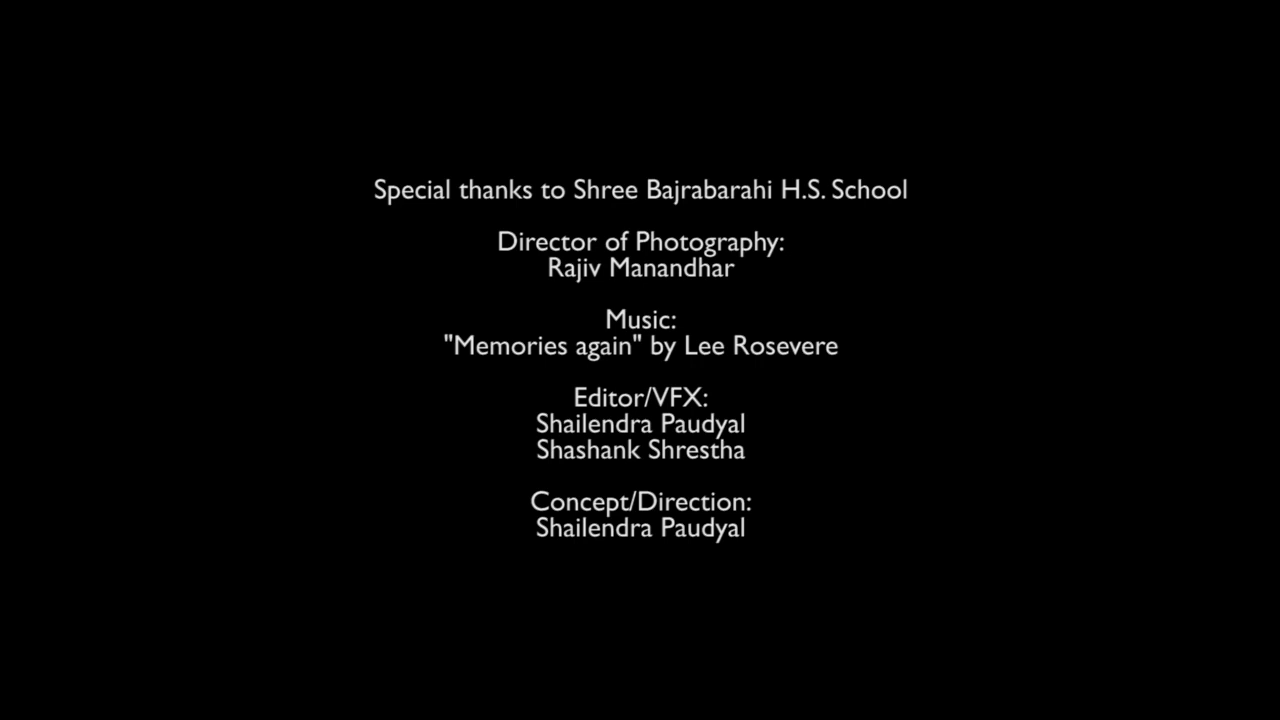 Special thanks to Shree Bajrabarahi H.S. School
Director of Photography:
Rajiv Manandhar
Music:
"Memories again" by Lee Rosevere
Editor/VFX:
Shailendra Paudyal
Shashank Shrestha
Concept/Direction:
Shailendra Paudyal